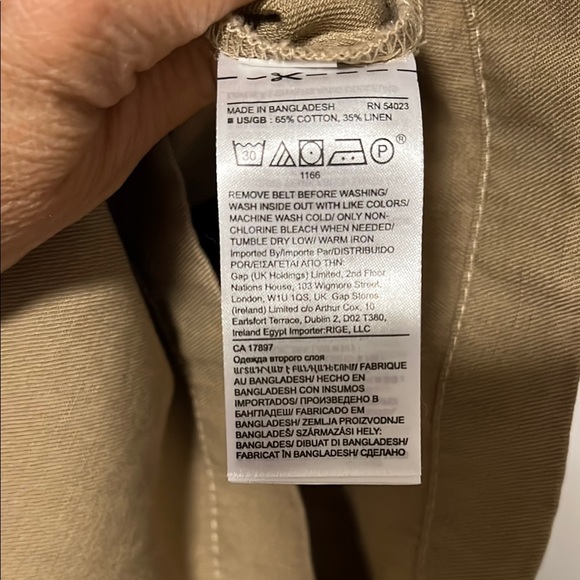 MADE IN BANGLADESH RN 54023
■ US/GB : 65% COTTON, 35% LINEN
30 P
1166
REMOVE BELT BEFORE WASHING/
WASH INSIDE OUT WITH LIKE COLORS/
MACHINE WASH COLD/ ONLY NON-
CHLORINE BLEACH WHEN NEEDED/
TUMBLE DRY LOW/ WARM IRON
Imported By/Importe Par/DISTRIBUIDO
POR/ΕΙΣΑΓΕΤΑΙ ΑΠΟ ΤΗΝ:
Gap (UK Holdings) Limited, 2nd Floor
Nations House, 103 Wigmore Street,
London, W1U 1QS, UK Gap Stores
(Ireland) Limited c/o Arthur Cox, 10
Earlsfort Terrace, Dublin 2, D02 T380,
Ireland Egypt Importer:RIGE, LLC
CA 17897
Одежда второго слоя
ԱՐՏԱԴՐՎԱԾ Է ԲԱՆԳԼԱԴԵՇՈՒՄ/ FABRIQUE
AU BANGLADESH/ HECHO EN
BANGLADESH CON INSUMOS
IMPORTADOS/ ПРОИЗВЕДЕНО В
БАНГЛАДЕШ/ FABRICADO EM
BANGLADESH/ ZEMLJA PROIZVODNJE
BANGLADEŠ/ SZÁRMAZÁSI HELY:
BANGLADES/ DIBUAT DI BANGLADESH/
FABRICAT ÎN BANGLADESH/ СДЕЛАНО